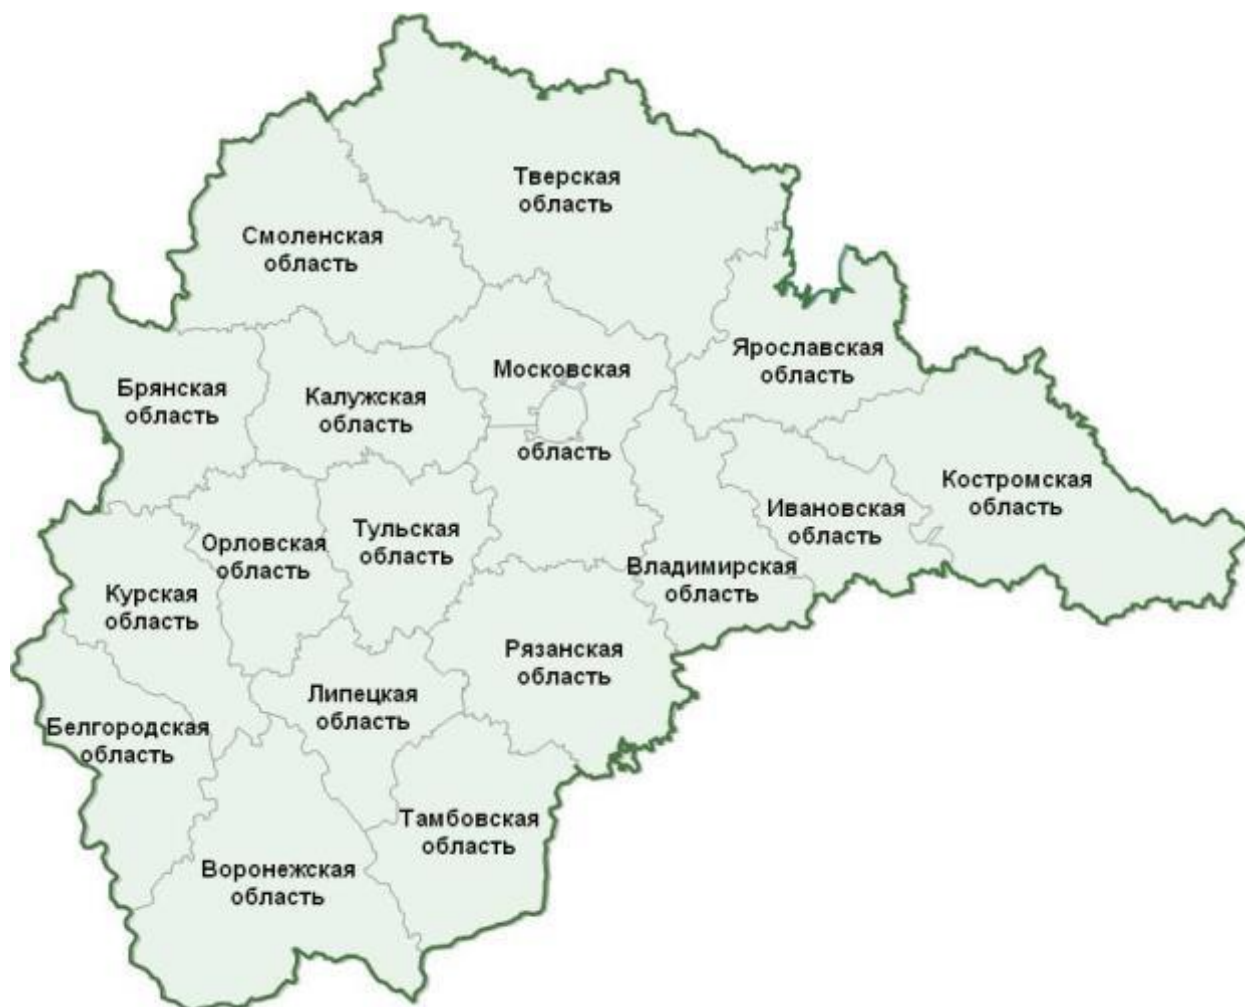 Тверская
область
Смоленская
область
Ярославская
область
Московская
область
Брянская
область
Калужская
область
Костромская
область
Ивановская
область
Тульская
область
Орловская
область
Владимирская
область
Курская
область
Рязанская
область
Липецкая
область
Белгородская
область
Тамбовская
область
Воронежская
область